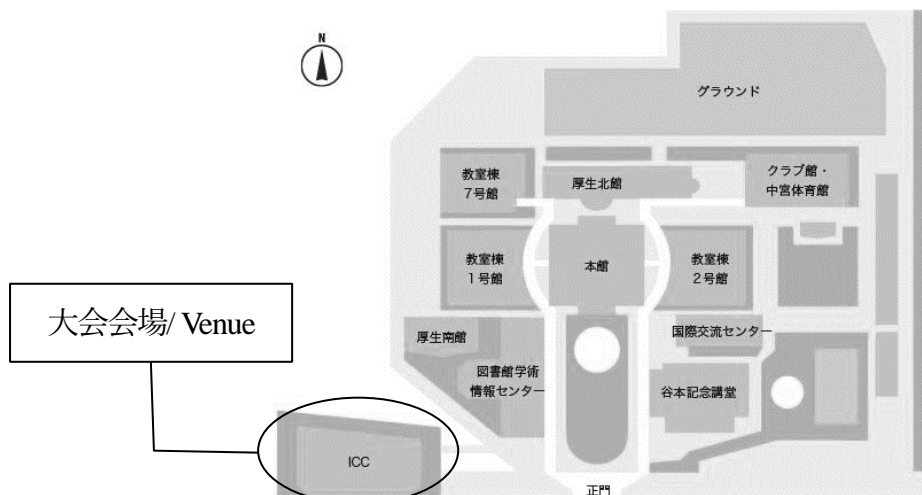 N
グラウンド
教室棟
7号館
厚生北館
クラブ館・
中宮体育館
教室棟
1号館
本館
教室棟
2号館
大会会場/ Venue
厚生南館
国際交流センター
図書館学術
情報センター
谷本記念講堂
ICC
正門